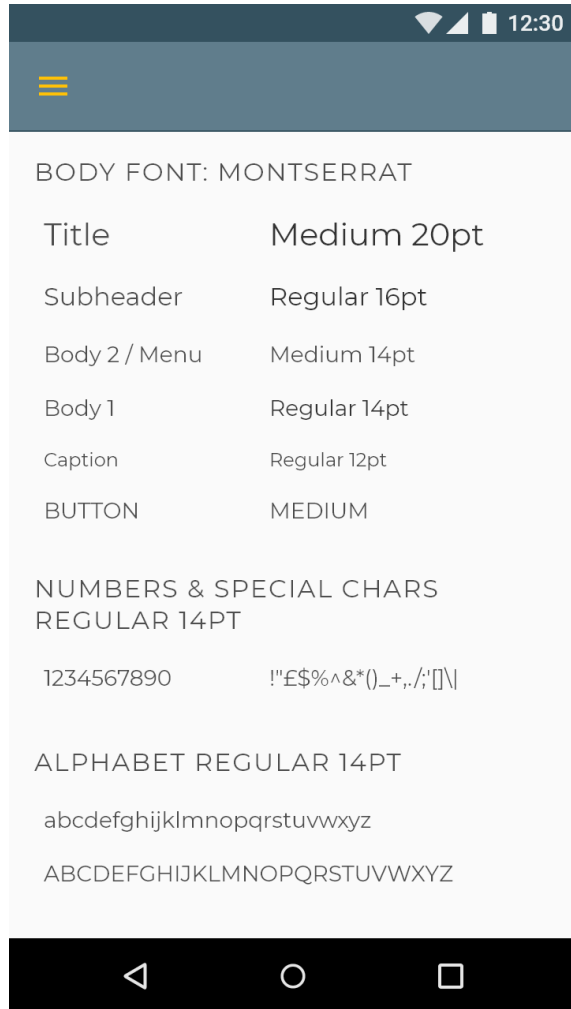 12:30
BODY FONT: MONTSERRAT
Title Medium 20pt
Subheader Regular 16pt
Body 2 / Menu Medium 14pt
Body 1 Regular 14pt
Caption Regular 12pt
BUTTON MEDIUM
NUMBERS & SPECIAL CHARS
REGULAR 14PT
1234567890 !"£$%^&*()_+,./;'[]\|
ALPHABET REGULAR 14PT
abcdefghijklmnopqrstuvwxyz
ABCDEFGHIJKLMNOPQRSTUVWXYZ